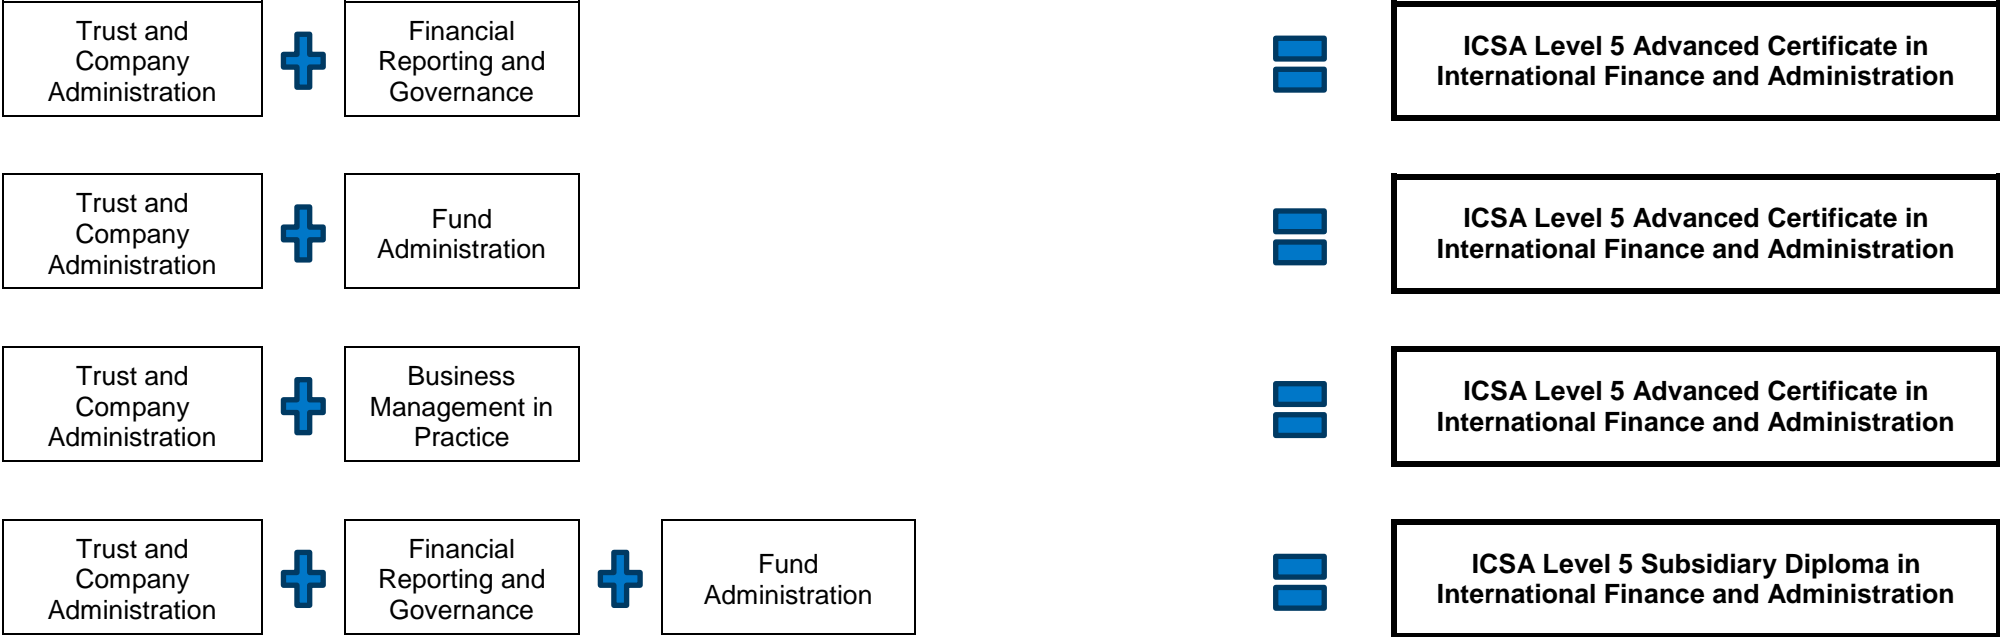 Trust and
Company
Administration
Financial
Reporting and
Governance
ICSA Level 5 Advanced Certificate in
International Finance and Administration
Trust and
Company
Administration
Fund
Administration
ICSA Level 5 Advanced Certificate in
International Finance and Administration
Trust and
Company
Administration
Business
Management in
Practice
ICSA Level 5 Advanced Certificate in
International Finance and Administration
Trust and
Company
Administration
Financial
Reporting and
Governance
Fund
Administration
ICSA Level 5 Subsidiary Diploma in
International Finance and Administration